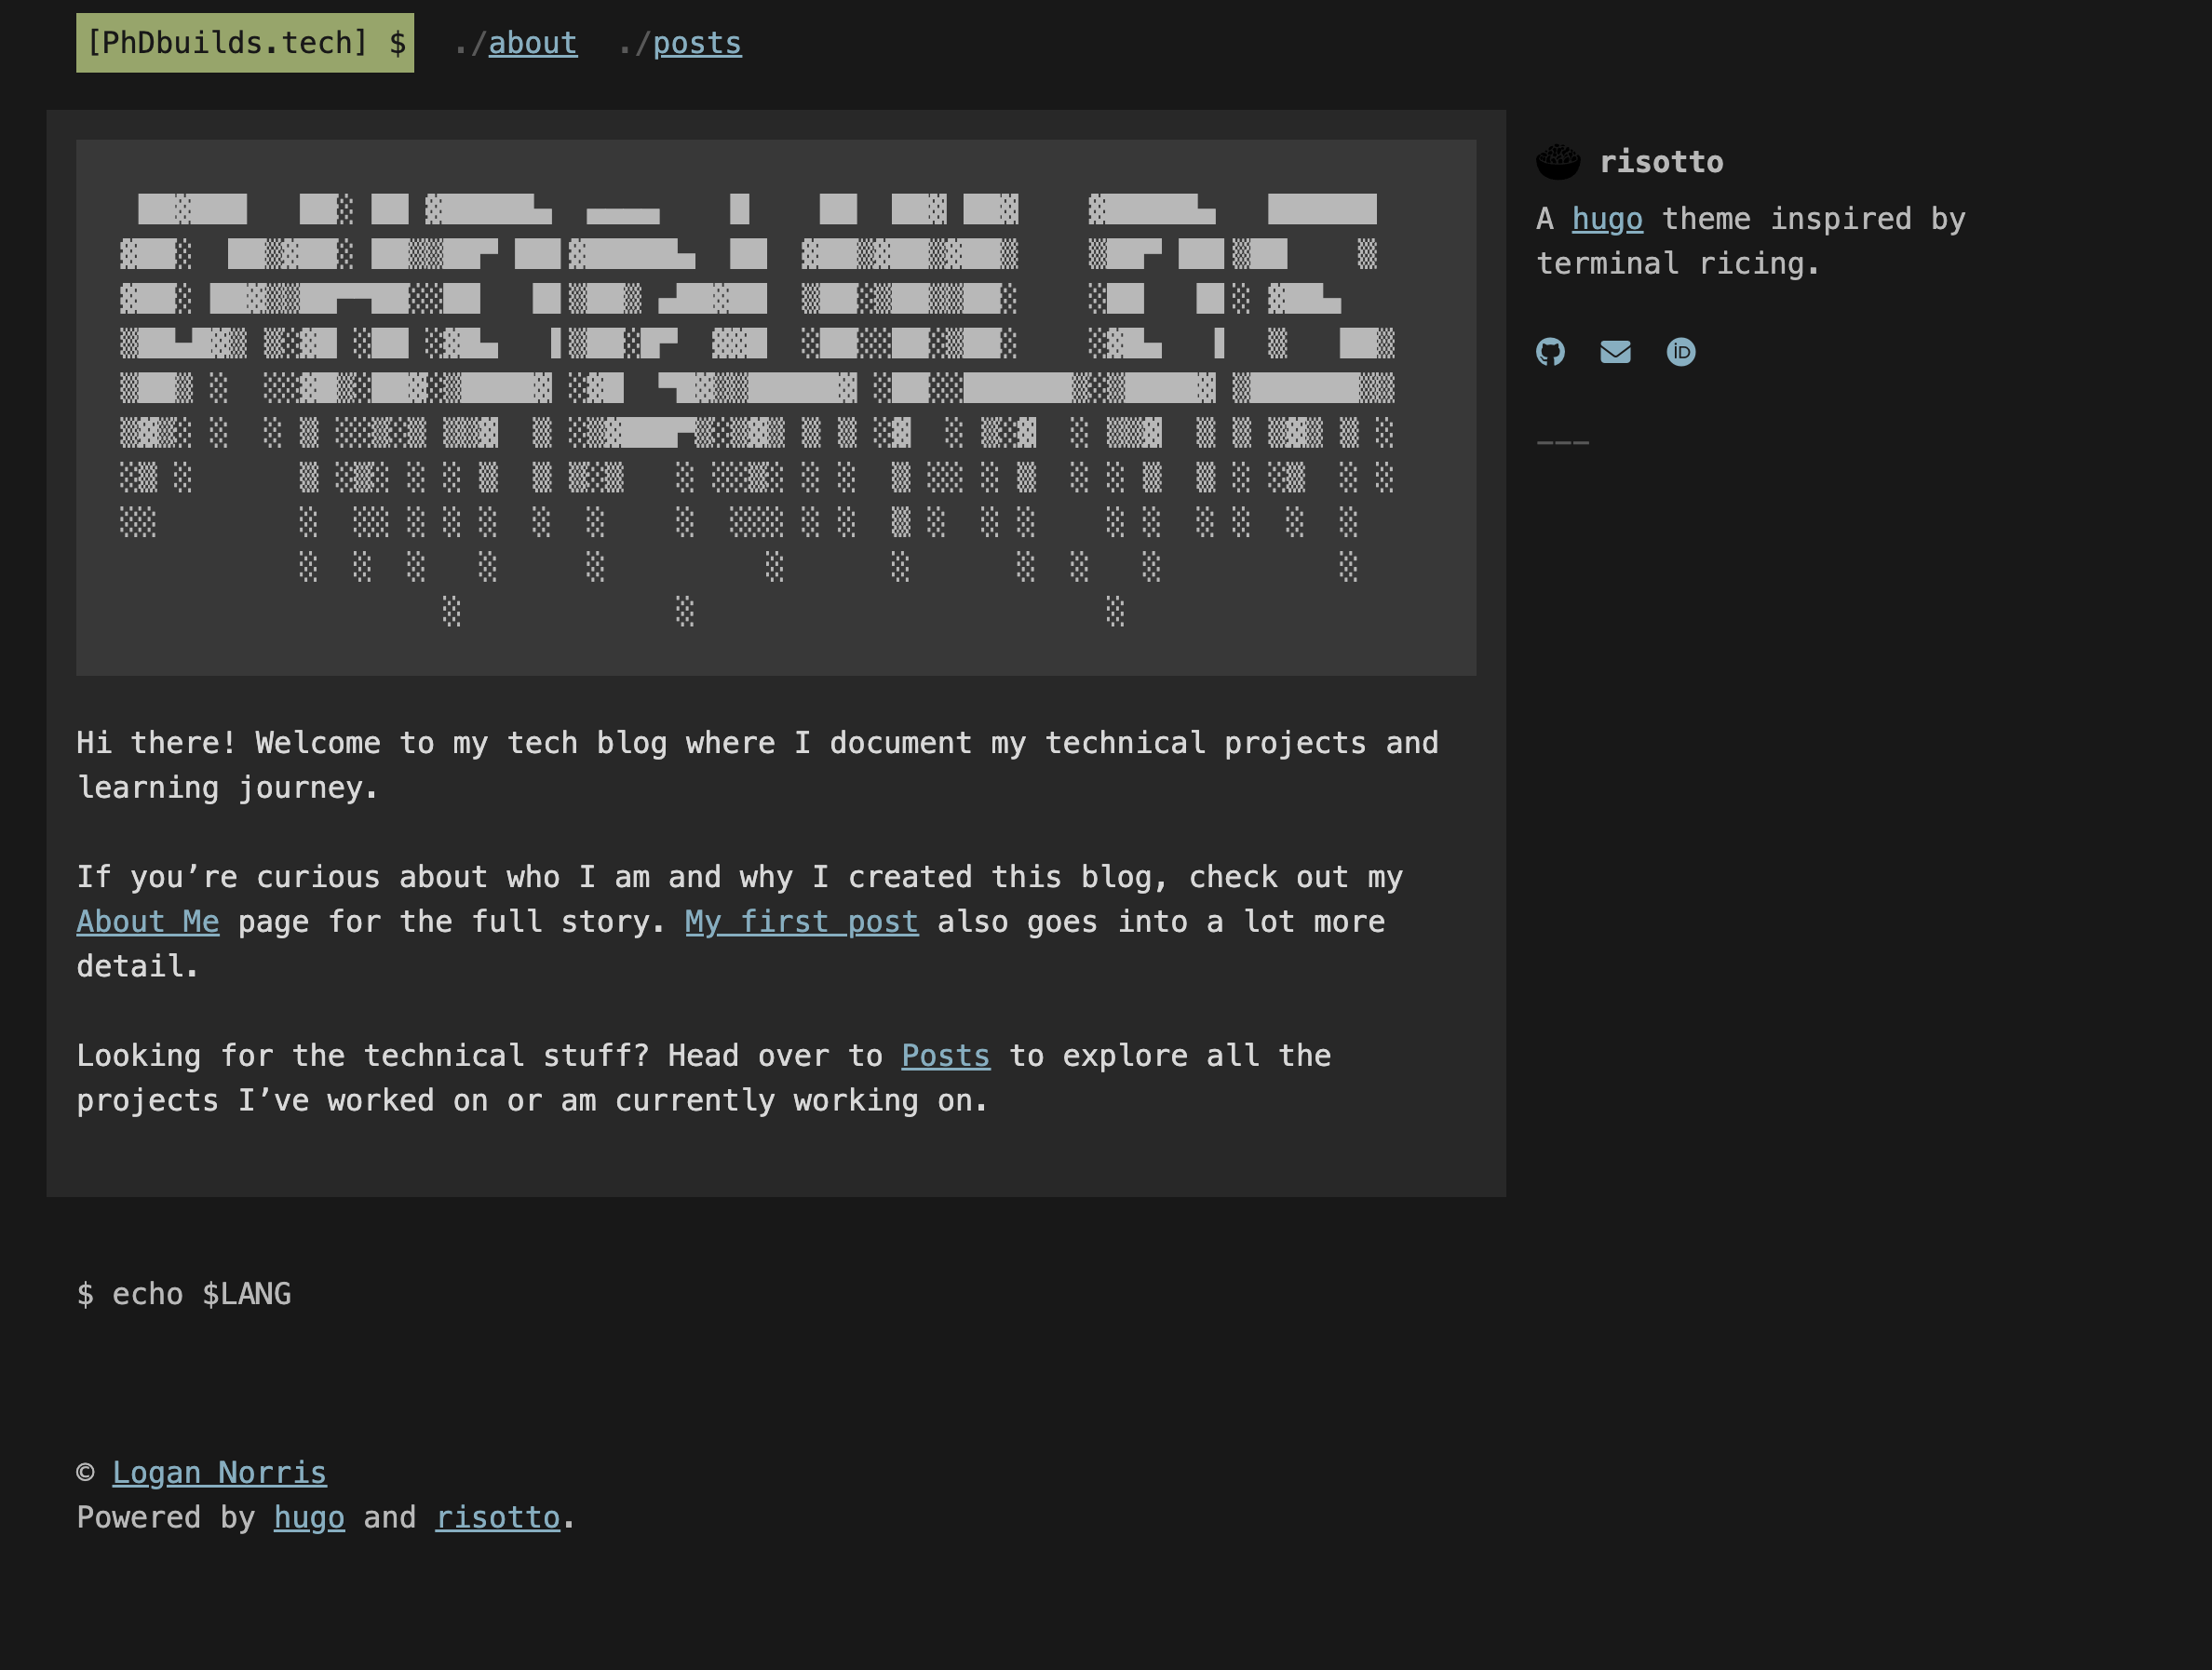 [PhDbuilds.tech] $ ./about ./posts
risotto
A hugo theme inspired by
terminal ricing.
iD
---
Hi there! Welcome to my tech blog where I document my technical projects and
learning journey.
If you’re curious about who I am and why I created this blog, check out my
About Me page for the full story. My first post also goes into a lot more
detail.
Looking for the technical stuff? Head over to Posts to explore all the
projects I’ve worked on or am currently working on.
$ echo $LANG
© Logan Norris
Powered by hugo and risotto.